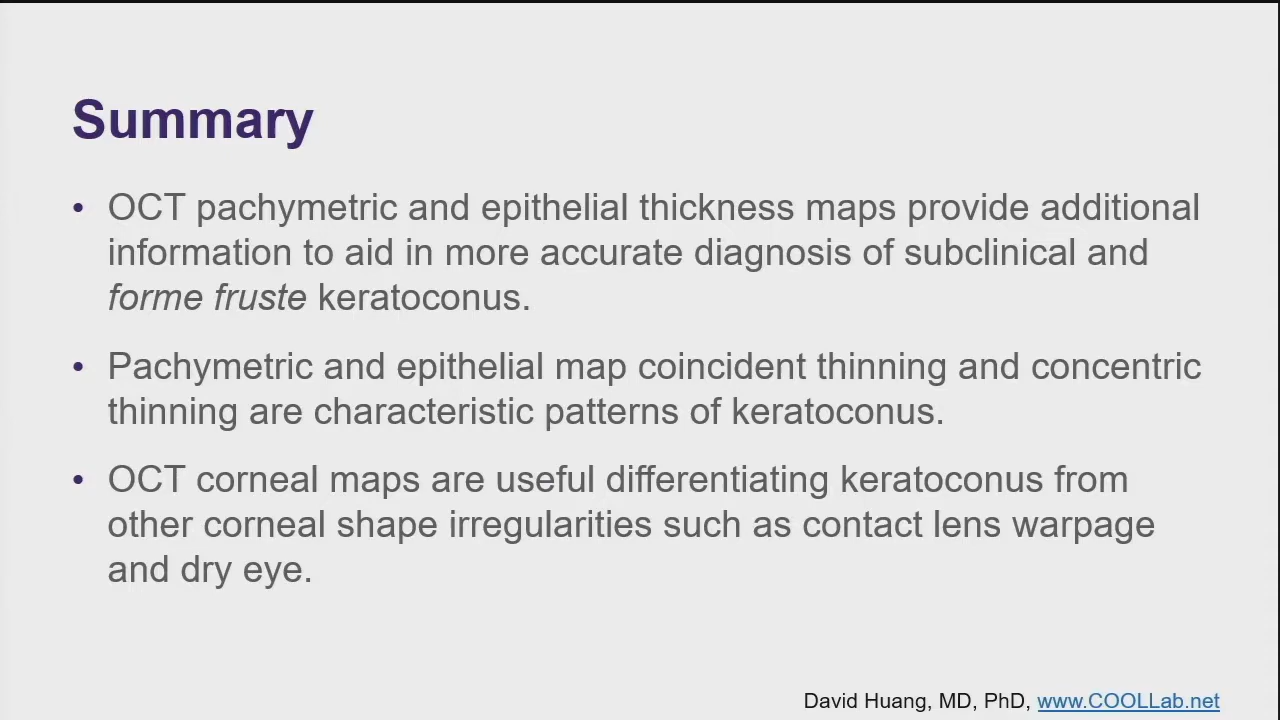 Summary
• OCT pachymetric and epithelial thickness maps provide additional
information to aid in more accurate diagnosis of subclinical and
forme fruste keratoconus.
• Pachymetric and epithelial map coincident thinning and concentric
thinning are characteristic patterns of keratoconus.
• OCT corneal maps are useful differentiating keratoconus from
other corneal shape irregularities such as contact lens warpage
and dry eye.
David Huang, MD, PhD, www.COOLLab.net